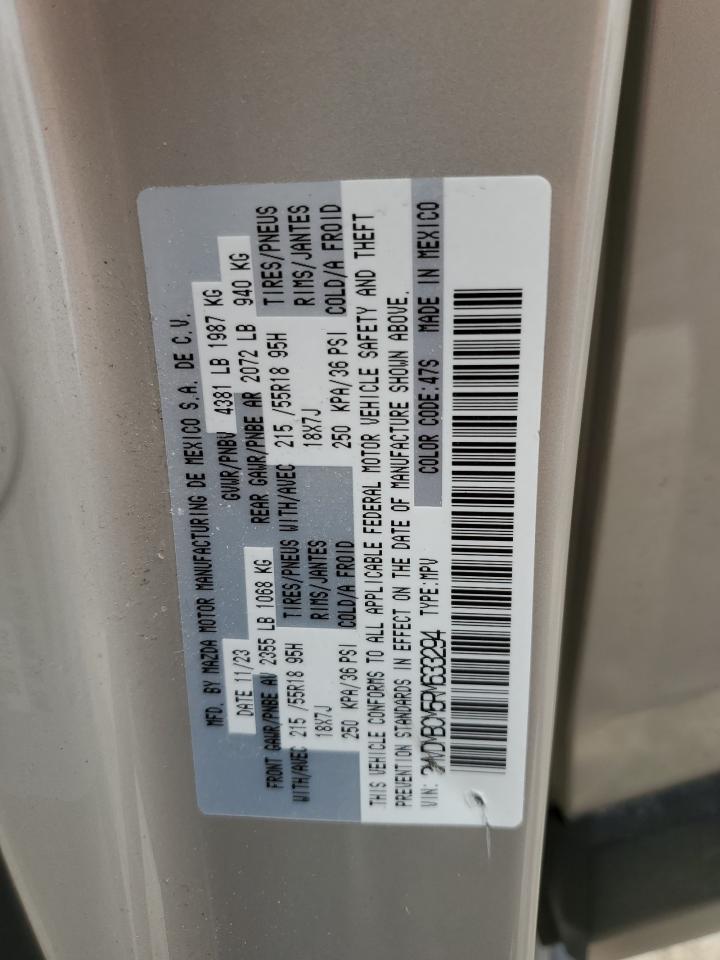 MFD. BY MAZDA MOTOR MANUFACTURING DE MEXICO S.A. DE C.V.
DATE 11/23 GVWR/PNBV 4381 LB 1987 KG
FRONT GAWR/PNBE AV 2355 LB 1068 KG REAR GAWR/PNBE AR 2072 LB 940 KG
WITH/AVEC 215 /55R18 95H TIRES/PNEUS WITH/AVEC 215 /55R18 95H TIRES/PNEUS
18X7J RIMS/JANTES 18X7J RIMS/JANTES
250 KPA/36 PSI COLD/A FROID 250 KPA/36 PSI COLD/A FROID
THIS VEHICLE CONFORMS TO ALL APPLICABLE FEDERAL MOTOR VEHICLE SAFETY AND THEFT
PREVENTION STANDARDS IN EFFECT ON THE DATE OF MANUFACTURE SHOWN ABOVE.
VIN: 3MVDMBCM5RM633294 TYPE:MPV COLOR CODE:47S MADE IN MEXICO